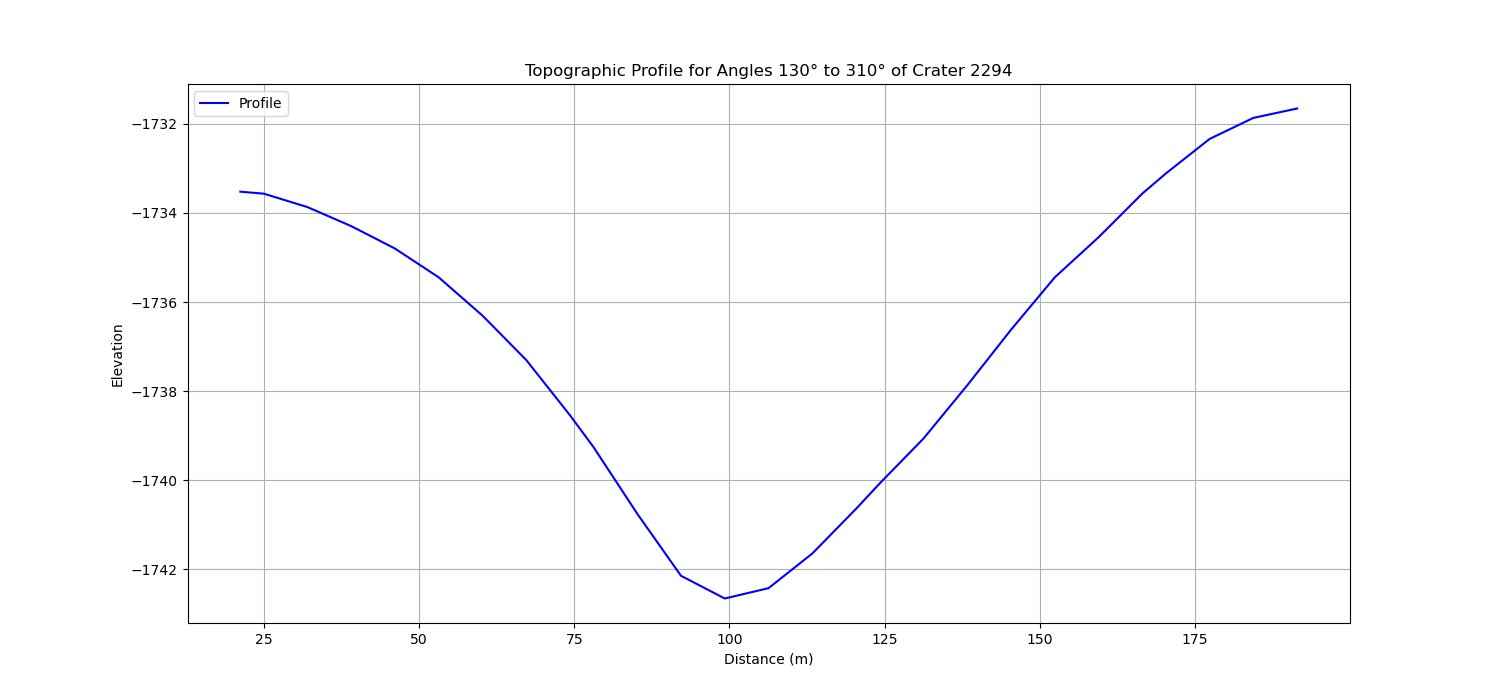 Topographic Profile for Angles 130° to 310° of Crater 2294
Profile
−1732
−1734
−1736
−1738
−1740
−1742
Elevation
25 50 75 100 125 150 175
Distance (m)